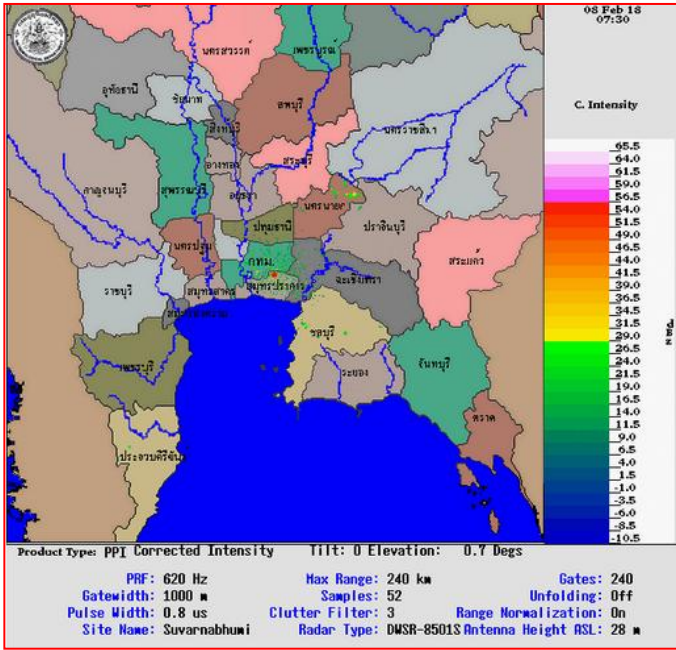 08 Feb 18
07:30
C. Intensity
65.5
64.0
61.5
59.0
56.5
54.0
51.5
49.0
46.5
44.0
41.5
39.0
36.5
34.0
31.5
29.0
26.5
24.0
21.5
19.0
16.5
14.0
11.5
9.0
6.5
4.0
1.5
-1.0
-3.5
-6.0
-8.5
-10.5
นครสวรรค์
เพชรบูรณ์
อุทัยธานี
ชัยนาท
ลพบุรี
สิงห์บุรี
นครราชสีมา
อ่างทอง
สระบุรี
กาญจนบุรี
สุพรรณบุรี
อยุธยา
นครนายก
ปราจีนบุรี
ปทุมธานี
สระแก้ว
นครปฐม
กทม.
ฉะเชิงเทรา
ราชบุรี
สมุทรสาคร
สมุทรปราการ
สมุทรสงคราม
ชลบุรี
เพชรบุรี
ระยอง
จันทบุรี
ตราด
ประจวบคีรีขันธ์
Product Type: PPI Corrected Intensity Tilt: 0 Elevation: 0.7 Degs
PRF: 620 Hz Max Range: 240 km Gates: 240
Gatewidth: 1000 m Samples: 52 Unfolding: Off
Pulse Width: 0.8 us Clutter Filter: 3 Range Normalization: On
Site Name: Suvarnabhumi Radar Type: DWSR-8501S Antenna Height ASL: 28 m